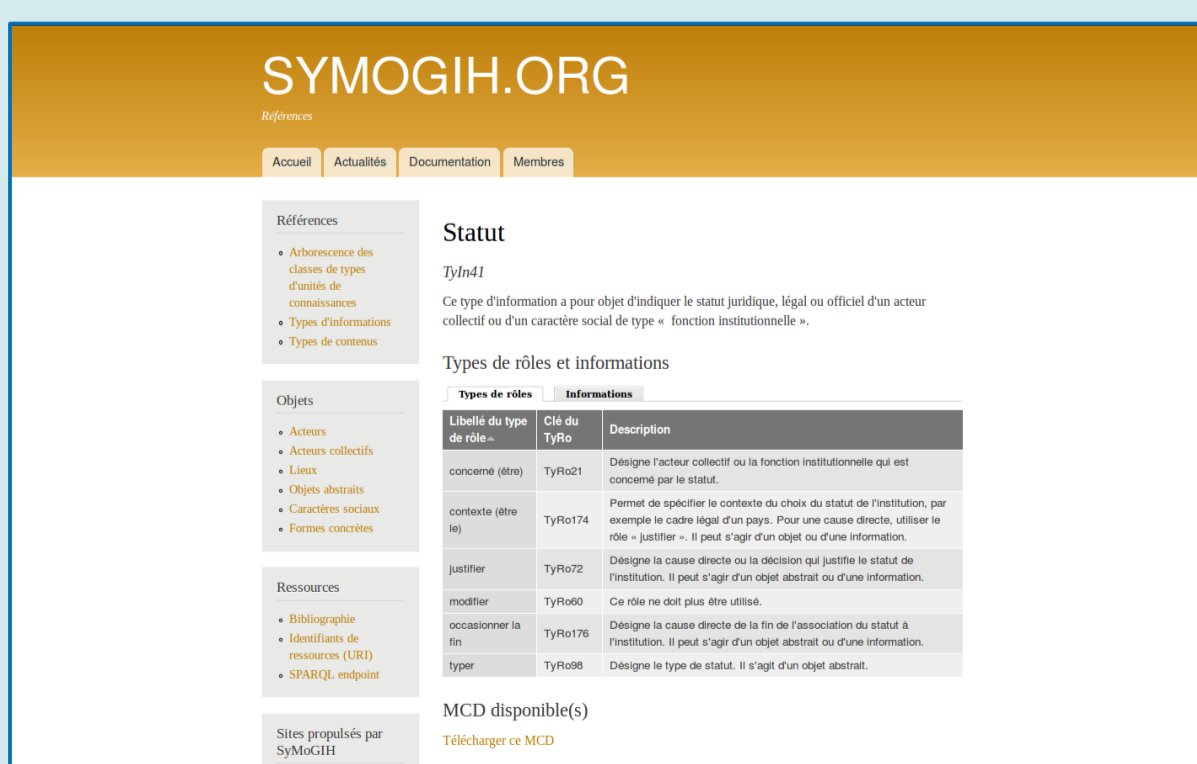 SYMOGIH.ORG
Références
Accueil
Actualités
Documentation
Membres
Références
Arborescence des
classes de types
d'unités de
connaissances
Types d'informations
Types de contenus
Objets
Acteurs
Acteurs collectifs
Lieux
Objets abstraits
Caractères sociaux
Formes concrètes
Ressources
Bibliographie
Identifiants de
ressources (URI)
SPARQL endpoint
Sites propulsés par
SyMoGIH
Statut
TyIn41
Ce type d'information a pour objet d'indiquer le statut juridique, légal ou officiel d'un acteur
collectif ou d'un caractère social de type «  fonction institutionnelle ».
Types de rôles et informations
Types de rôles
Informations
Libellé du type
de rôle
Clé du
TyRo
Description
concerné (être)
TyRo21
Désigne l'acteur collectif ou la fonction institutionnelle qui est
concerné par le statut.
contexte (être
le)
TyRo174
Permet de spécifier le contexte du choix du statut de l'institution, par
exemple le cadre légal d'un pays. Pour une cause directe, utiliser le
rôle « justifier ». Il peut s'agir d'un objet ou d'une information.
justifier
TyRo72
Désigne la cause directe ou la décision qui justifie le statut de
l'institution. Il peut s'agir d'un objet abstrait ou d'une information.
modifier
TyRo60
Ce rôle ne doit plus être utilisé.
occasionner la
fin
TyRo176
Désigne la cause directe de la fin de l'association du statut à
l'institution. Il peut s'agir d'un objet abstrait ou d'une information.
typer
TyRo98
Désigne le type de statut. Il s'agit d'un objet abstrait.
MCD disponible(s)
Télécharger ce MCD